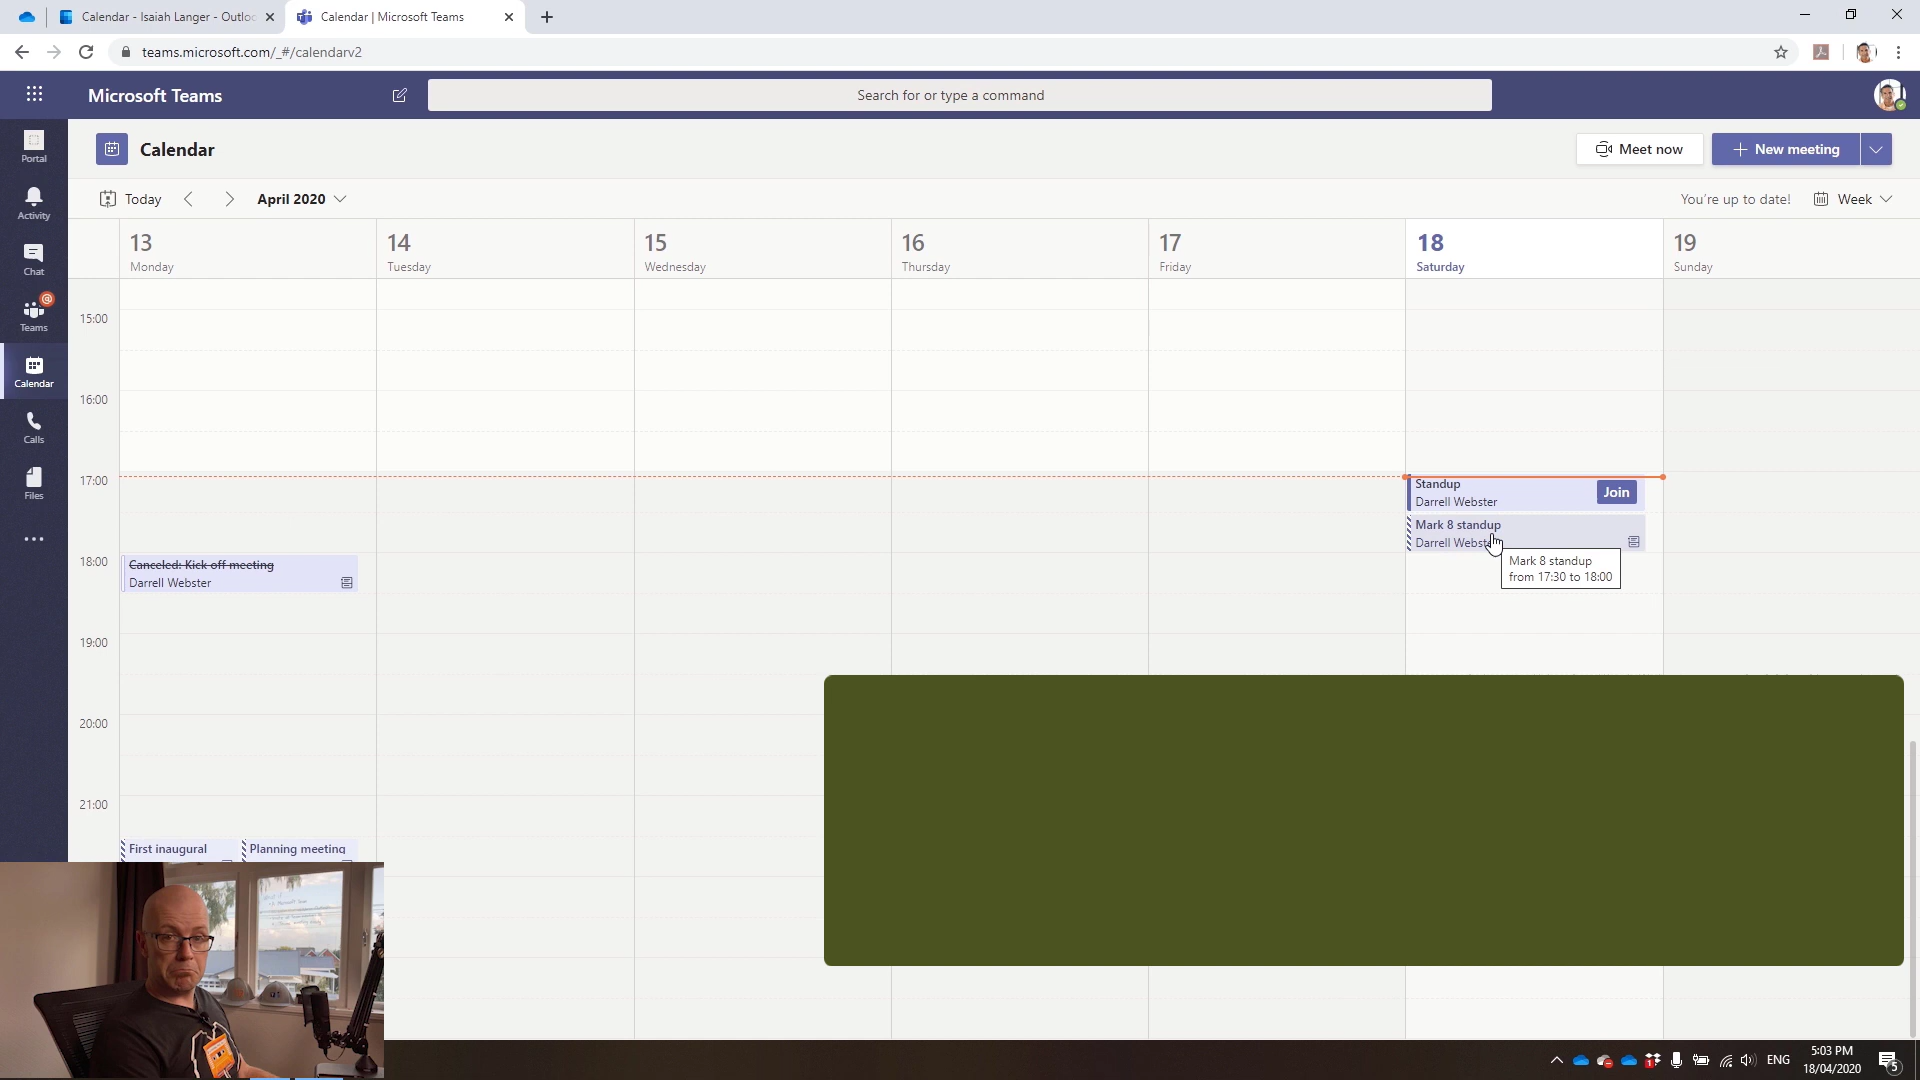 Calendar - Isaiah Langer - Outlo
Calendar | Microsoft Teams
teams.microsoft.com/_#/calendarv2
Microsoft Teams
Search for or type a command
Portal
Activity
Chat
Teams
Calendar
Calls
Files
Calendar
Meet now
New meeting
Today
April 2020
You're up to date!
Week
13
Monday
14
Tuesday
15
Wednesday
16
Thursday
17
Friday
18
Saturday
19
Sunday
15:00
16:00
17:00
18:00
19:00
20:00
21:00
Standup
Darrell Webster
Join
Mark 8 standup
Darrell Webste
Mark 8 standup
from 17:30 to 18:00
Canceled: Kick off meeting
Darrell Webster
First inaugural
Planning meeting
ENG
5:03 PM
18/04/2020
5